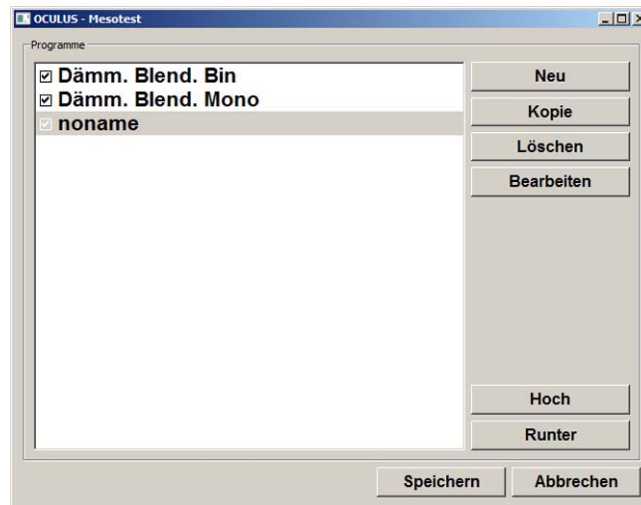 OCULUS - Mesotest
Programme
Dämm. Blend. Bin
Dämm. Blend. Mono
noname
Neu
Kopie
Löschen
Bearbeiten
Hoch
Runter
Speichern
Abbrechen